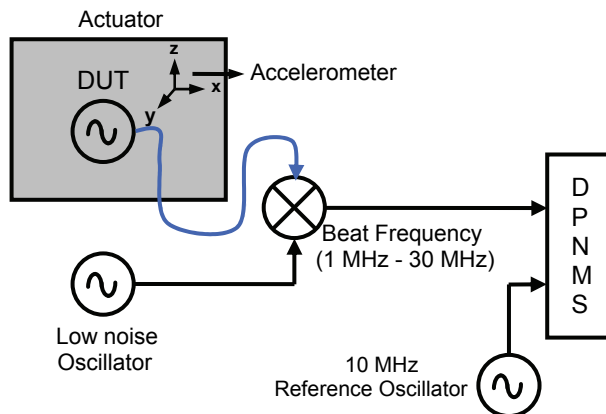 Actuator
DUT
z
x
y
Accelerometer
Beat Frequency
(1 MHz - 30 MHz)
Low noise
Oscillator
10 MHz
Reference Oscillator
D
P
N
M
S